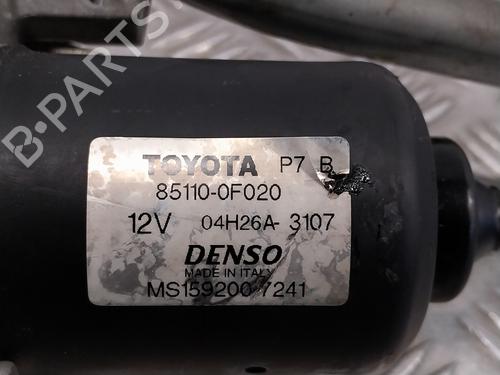 TOYOTA P7 B
85110-0F020
12V 04H26A-3107
DENSO
MADE IN ITALY
MS159200-7241
B-PARTS